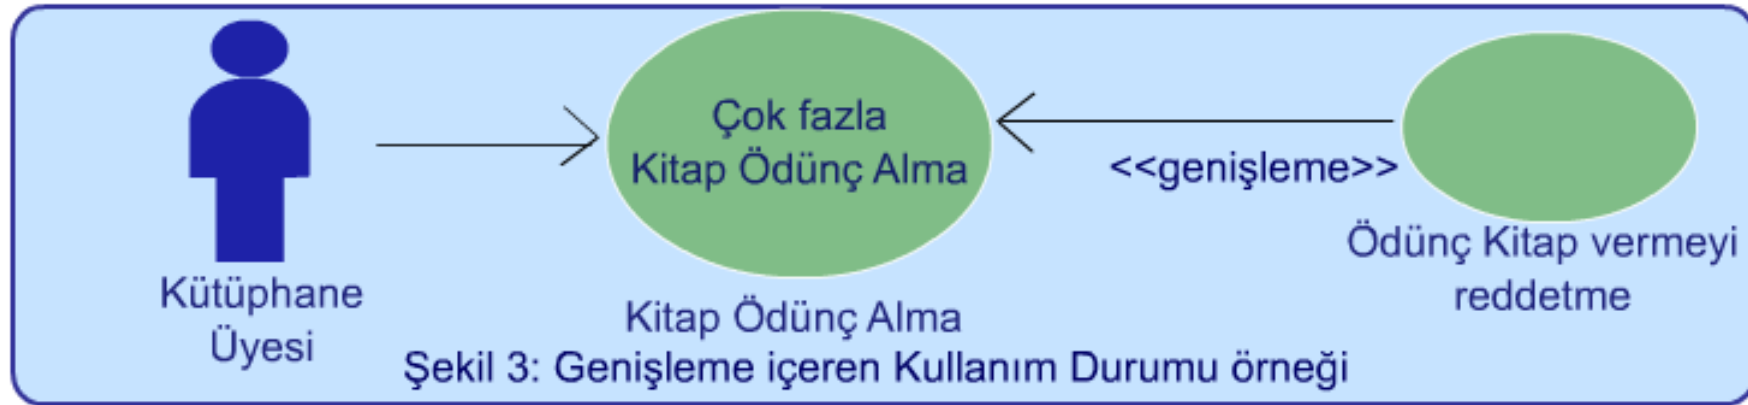 Çok fazla
Kitap Ödünç Alma
<<genişleme>>
Ödünç Kitap vermeyi
reddetme
Kütüphane
Üyesi
Kitap Ödünç Alma
Şekil 3: Genişleme içeren Kullanım Durumu örneği